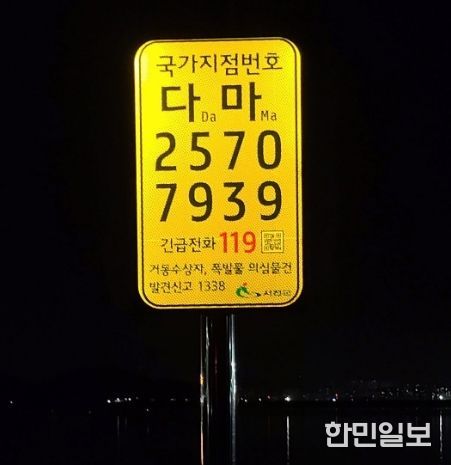 국가지점번호
다 Da 마 Ma
2570
7939
긴급전화 119
거동수상자, 폭발물 의심물건
발견신고 1338
한민일보